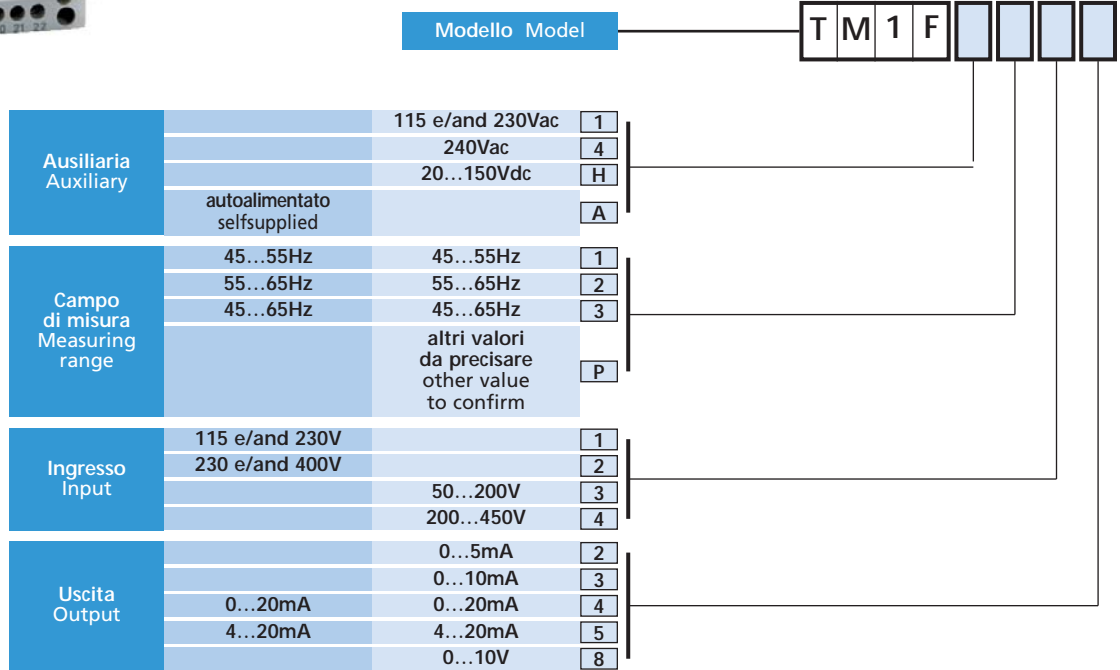 20 21 22
Modello Model
T M 1 F
Ausiliaria
Auxiliary
115 e/and 230Vac 1
240Vac 4
20...150Vdc H
autoalimentato
selfsupplied
A
Campo
di misura
Measuring
range
45...55Hz 45...55Hz 1
55...65Hz 55...65Hz 2
45...65Hz 45...65Hz 3
altri valori
da precisare
other value
to confirm
P
Ingresso
Input
115 e/and 230V 1
230 e/and 400V 2
50...200V 3
200...450V 4
Uscita
Output
0...5mA 2
0...10mA 3
0...20mA 0...20mA 4
4...20mA 4...20mA 5
0...10V 8